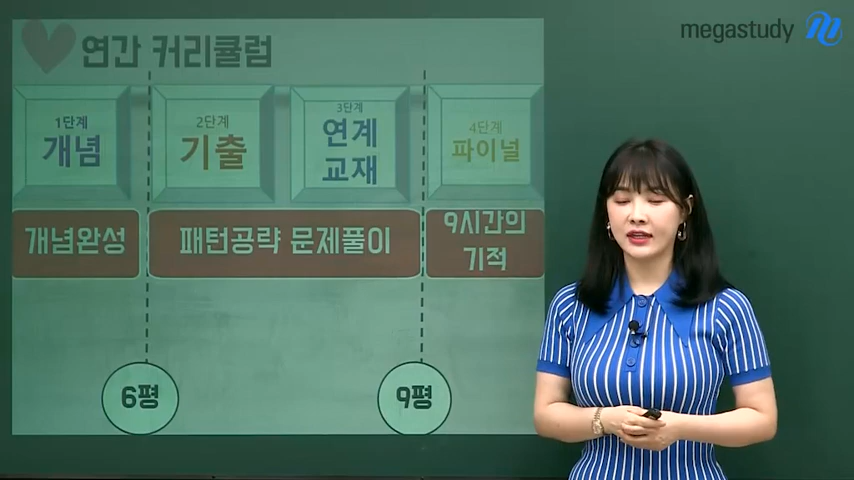 megastudy
연간 커리큘럼
1단계
개념
2단계
기출
3단계
연계
교재
4단계
파이널
개념완성
패턴공략 문제풀이
9시간의
기적
6평
9평